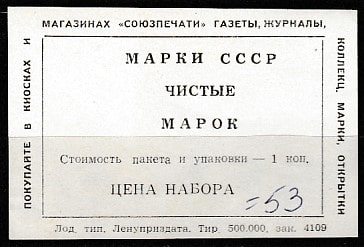 ПОКУПАЙТЕ В КИОСКАХ И
МАГАЗИНАХ «СОЮЗПЕЧАТИ» ГАЗЕТЫ, ЖУРНАЛЫ,
КОЛЛЕКЦ. МАРКИ, ОТКРЫТКИ
МАРКИ СССР
ЧИСТЫЕ
МАРОК
Стоимость пакета и упаковки — 1 коп.
ЦЕНА НАБОРА =53
Лод. тип. Ленуприздата. Тир. 500.000, зак. 4109